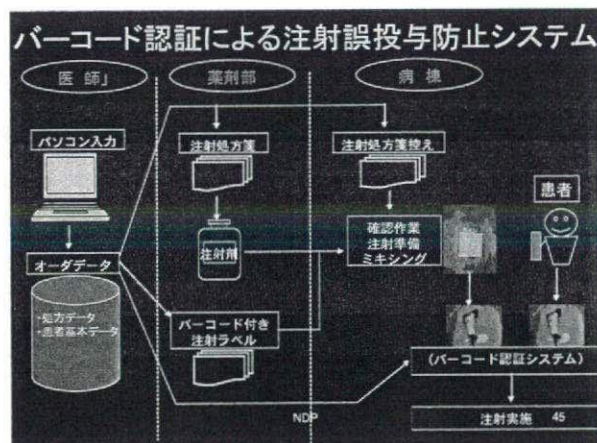 バーコード認証による注射誤投与防止システム
医師」
薬剤部
病棟
パソコン入力
注射処方箋
注射処方箋控え
患者
確認作業
注射準備
ミキシング
注射剤
オーダデータ
・処方データ
・患者基本データ
バーコード付き
注射ラベル
(バーコード認証システム)
NDP
注射実施 45